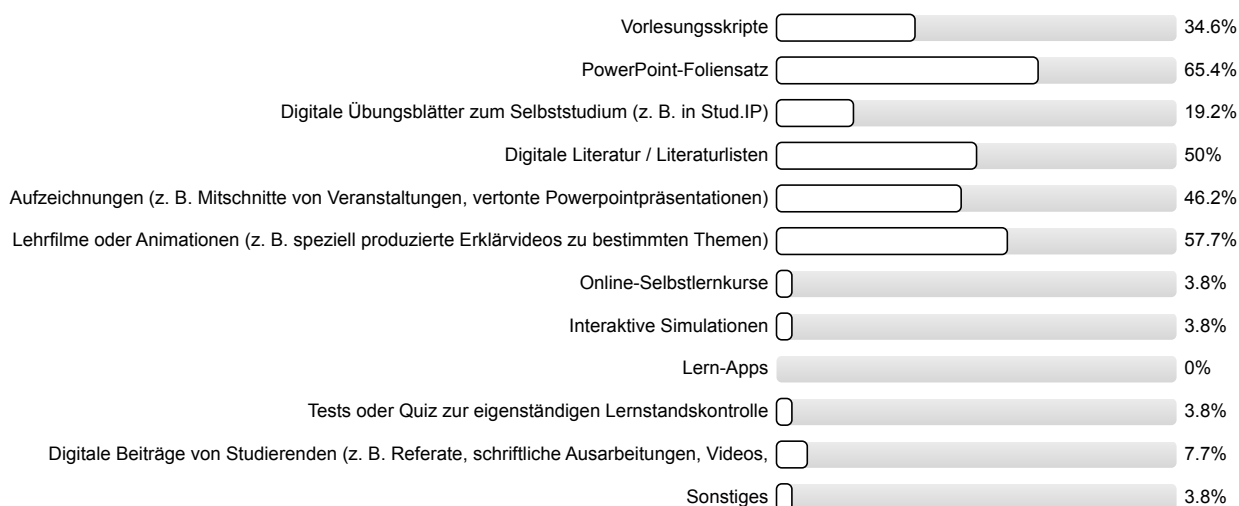 Vorlesungsskripte 34.6%
PowerPoint-Foliensatz 65.4%
Digitale Übungsblätter zum Selbststudium (z. B. in Stud.IP) 19.2%
Digitale Literatur / Literaturlisten 50%
Aufzeichnungen (z. B. Mitschnitte von Veranstaltungen, vertonte Powerpointpräsentationen) 46.2%
Lehrfilme oder Animationen (z. B. speziell produzierte Erklärvideos zu bestimmten Themen) 57.7%
Online-Selbstlernkurse 3.8%
Interaktive Simulationen 3.8%
Lern-Apps 0%
Tests oder Quiz zur eigenständigen Lernstandskontrolle 3.8%
Digitale Beiträge von Studierenden (z. B. Referate, schriftliche Ausarbeitungen, Videos, 7.7%
Sonstiges 3.8%